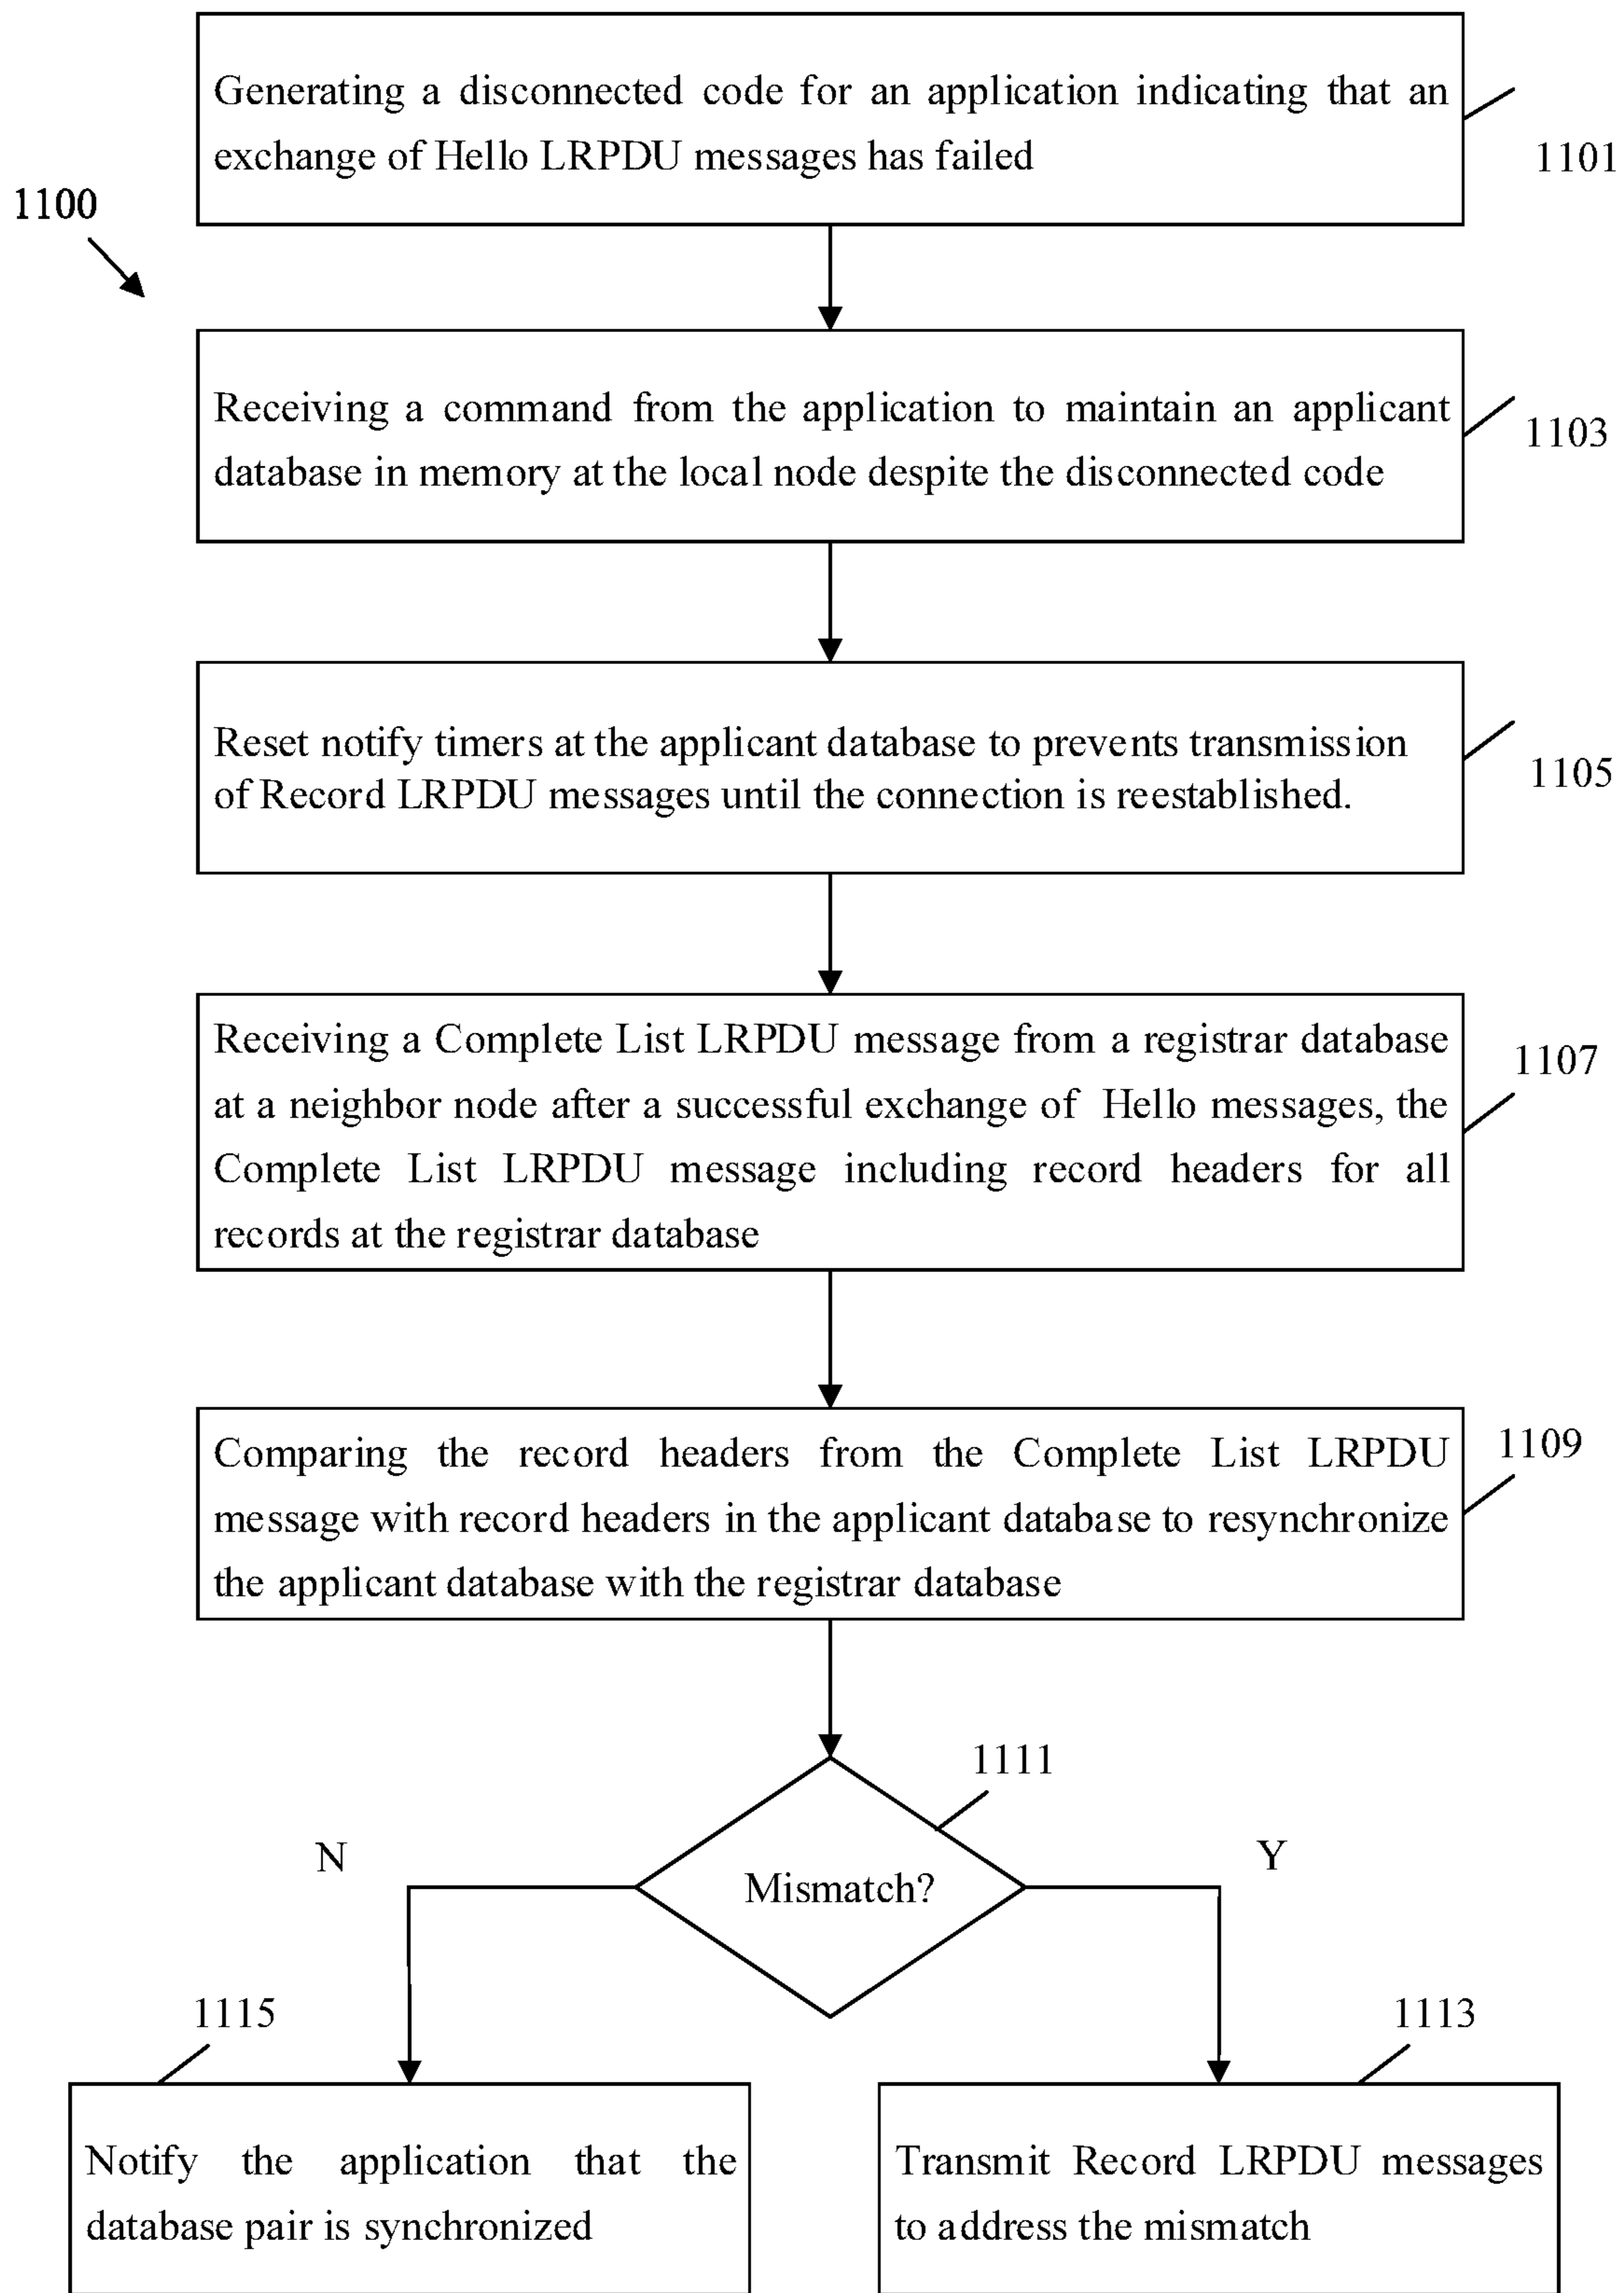 Generating a disconnected code for an application indicating that an
exchange of Hello LRPDU messages has failed
1101
1100
Receiving a command from the application to maintain an applicant
database in memory at the local node despite the disconnected code
1103
Reset notify timers at the applicant database to prevents transmission
of Record LRPDU messages until the connection is reestablished.
1105
Receiving a Complete List LRPDU message from a registrar database
at a neighbor node after a successful exchange of Hello messages, the
Complete List LRPDU message including record headers for all
records at the registrar database
1107
Comparing the record headers from the Complete List LRPDU
message with record headers in the applicant database to resynchronize
the applicant database with the registrar database
1109
1111
N
Y
Mismatch?
1115
1113
Notify the application that the
database pair is synchronized
Transmit Record LRPDU messages
to address the mismatch